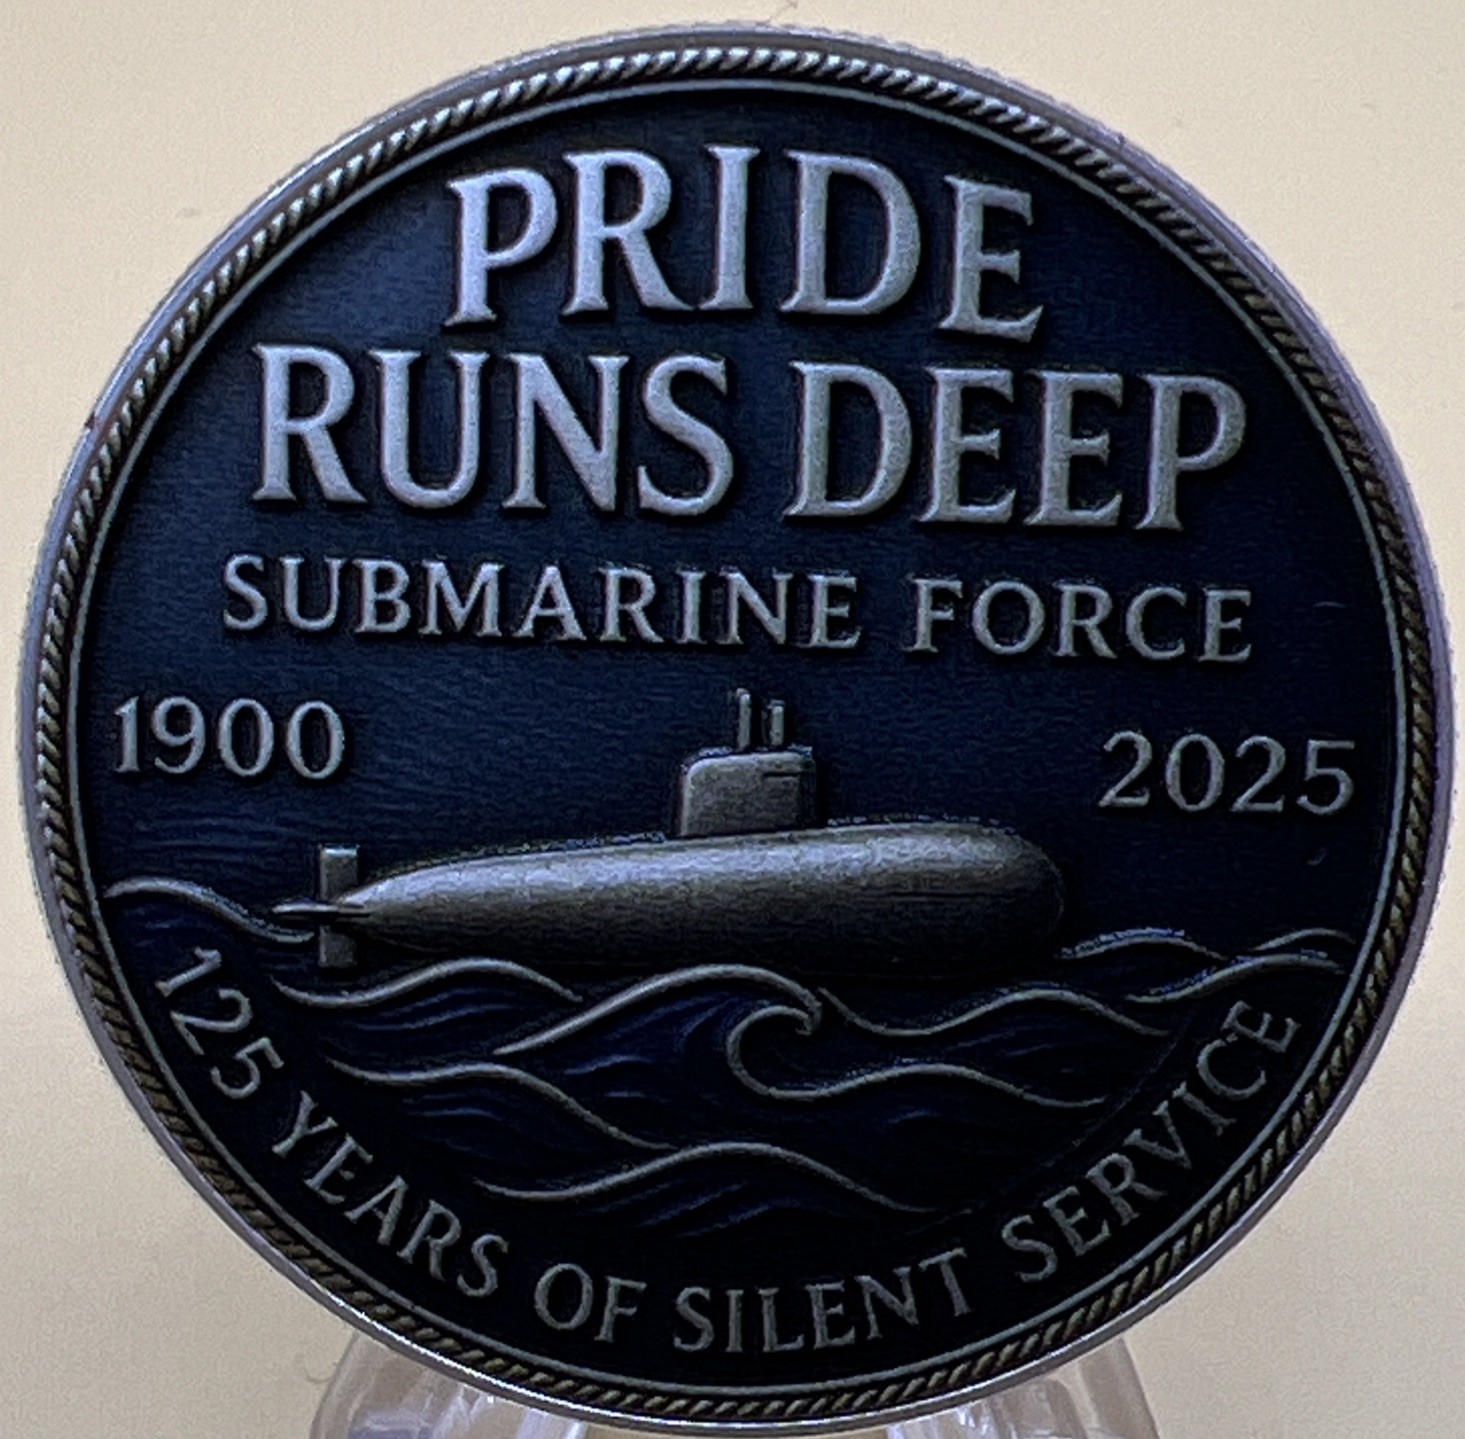 PRIDE
RUNS DEEP
SUBMARINE FORCE
1900
2025
125 YEARS OF SILENT SERVICE